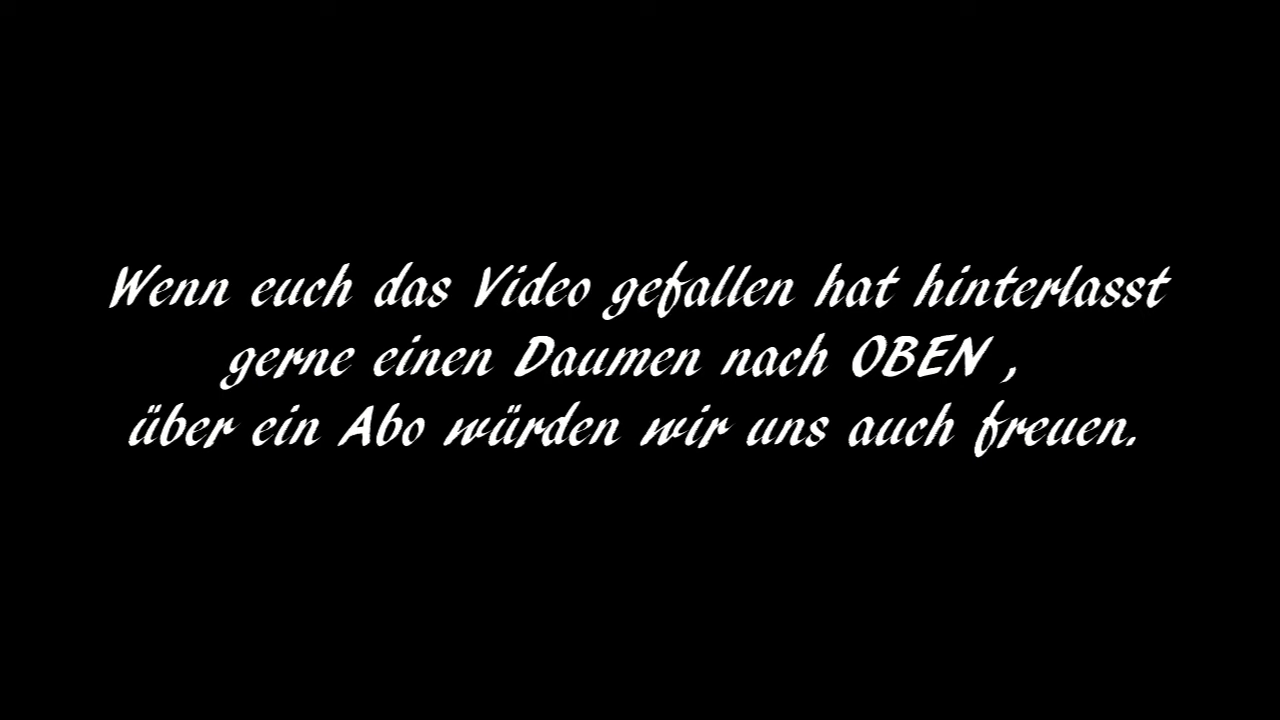 Wenn euch das Video gefallen hat hinterlasst
gerne einen Daumen nach OBEN ,
über ein Abo würden wir uns auch freuen.